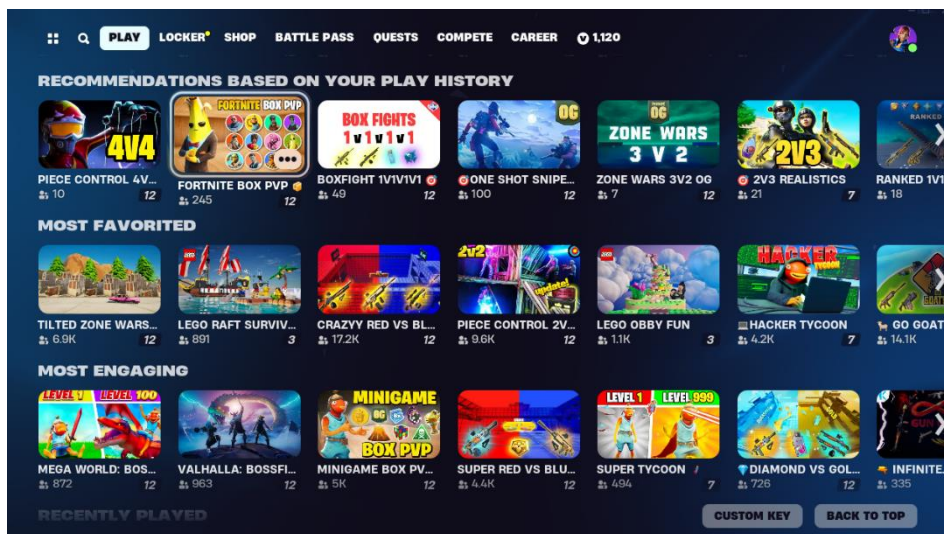 PLAY LOCKER SHOP BATTLE PASS QUESTS COMPETE CAREER 1,120
RECOMMENDATIONS BASED ON YOUR PLAY HISTORY
4V4
FORTNITE BOX PVP
BOX FIGHTS
1v1v1v1
OG
OG
ZONE WARS
3 V 2
2V3
RANKED
PIECE CONTROL 4V...
10 12
FORTNITE BOX PVP
245 12
BOXFIGHT 1V1V1V1
49 12
ONE SHOT SNIPE...
100 12
ZONE WARS 3V2 OG
7 12
2V3 REALISTICS
21 7
RANKED 1V1
18
MOST FAVORITED
2v2
update!
HACKER
TYCOON
TILTED ZONE WARS...
6.9K 12
LEGO RAFT SURVIV...
891 3
CRAZYY RED VS BL...
17.2K 12
PIECE CONTROL 2V...
9.6K 12
LEGO OBBY FUN
1.1K 3
HACKER TYCOON
4.2K 7
GO GOAT
14.1K
MOST ENGAGING
LEVEL 1 LEVEL 100
MINIGAME
OG
BOX PVP
LEVEL 1 LEVEL 999
GUN
MEGA WORLD: BOS...
872 12
VALHALLA: BOSSFI...
963 12
MINIGAME BOX PV...
5K 12
SUPER RED VS BLU...
4.4K 12
SUPER TYCOON
494 7
DIAMOND VS GOL...
726 12
INFINITE
335
RECENTLY PLAYED
CUSTOM KEY
BACK TO TOP